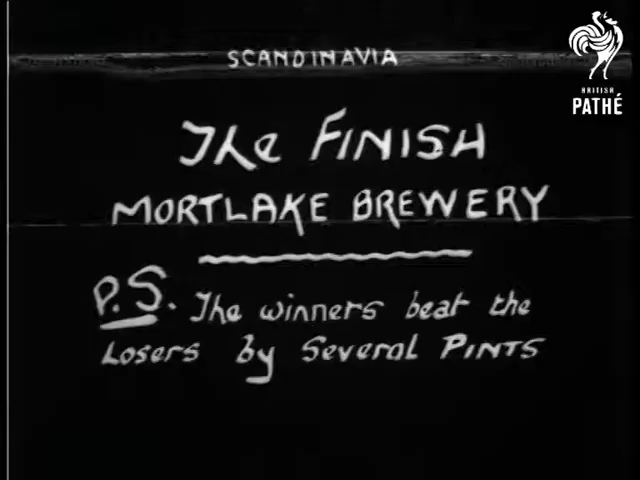 SCANDINAVIA
BRITISH
PATHÉ
The FINISH
MORTLAKE BREWERY
P.S. The winners beat the
Losers by Several PINTS